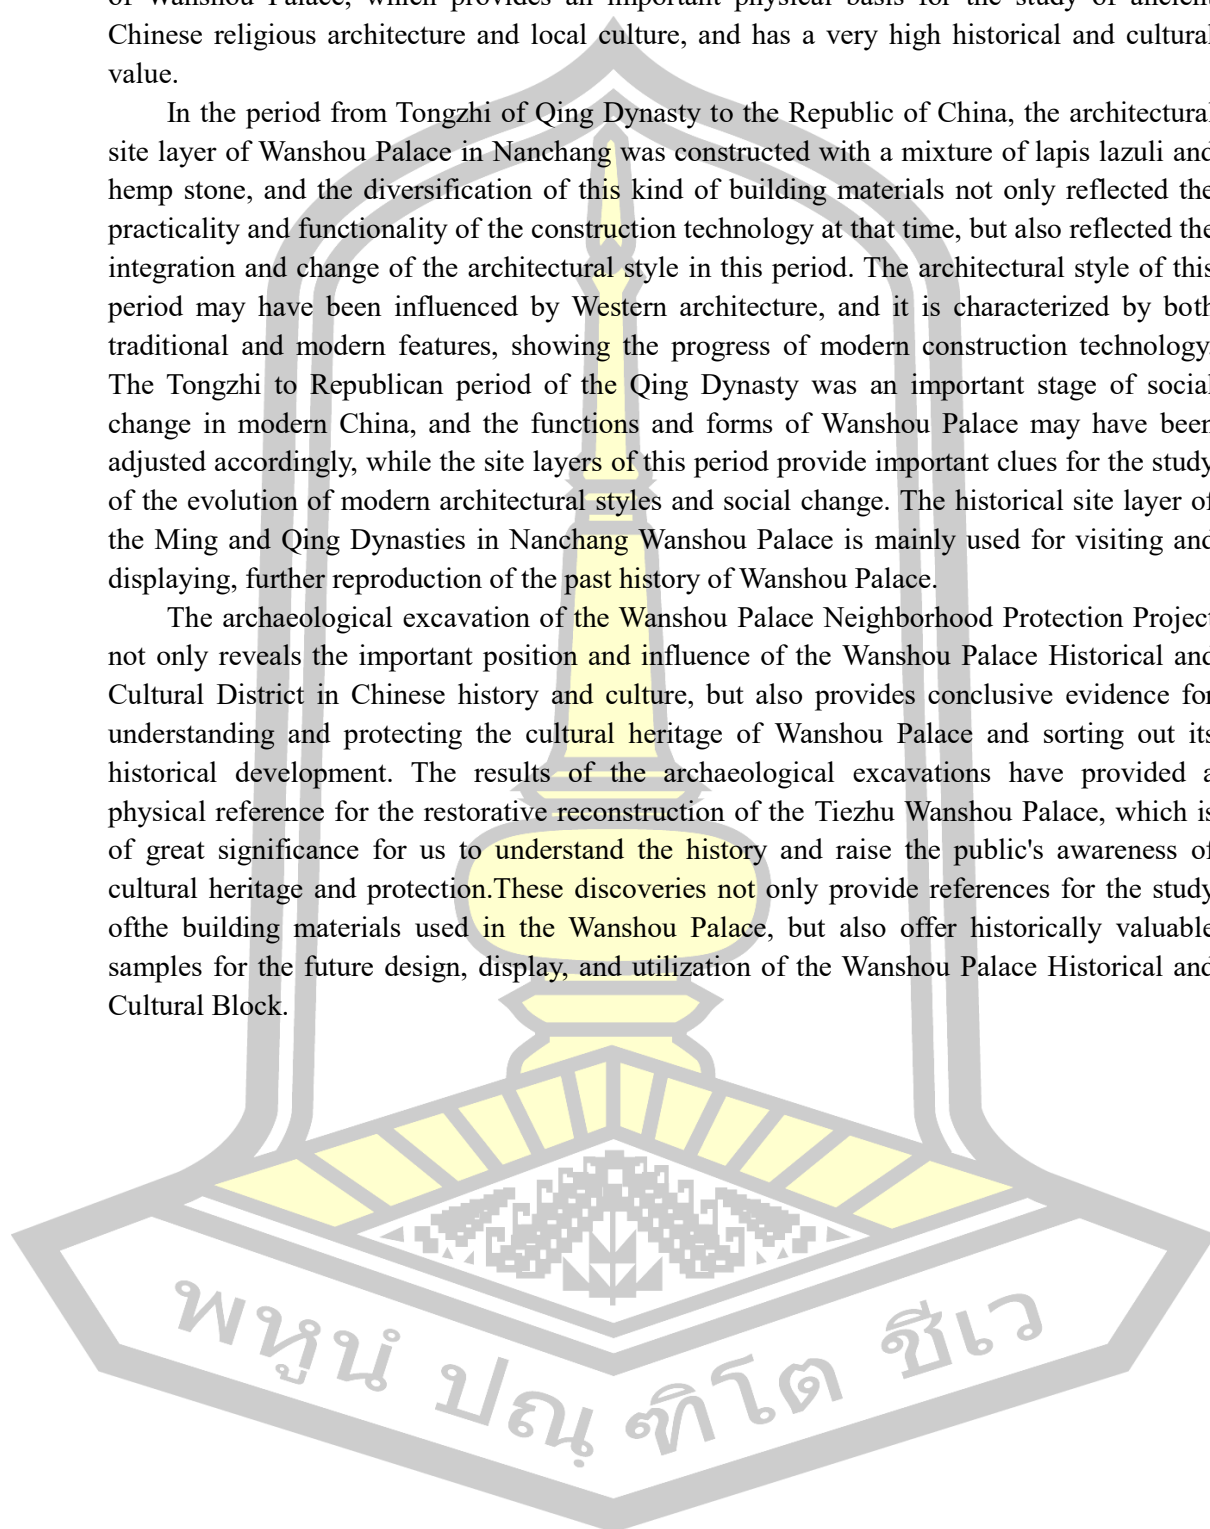 of Wanshou Palace, which provides an important physical basis for the study of ancient
Chinese religious architecture and local culture, and has a very high historical and cultural
value.
In the period from Tongzhi of Qing Dynasty to the Republic of China, the architectural
site layer of Wanshou Palace in Nanchang was constructed with a mixture of lapis lazuli and
hemp stone, and the diversification of this kind of building materials not only reflected the
practicality and functionality of the construction technology at that time, but also reflected the
integration and change of the architectural style in this period. The architectural style of this
period may have been influenced by Western architecture, and it is characterized by both
traditional and modern features, showing the progress of modern construction technology.
The Tongzhi to Republican period of the Qing Dynasty was an important stage of social
change in modern China, and the functions and forms of Wanshou Palace may have been
adjusted accordingly, while the site layers of this period provide important clues for the study
of the evolution of modern architectural styles and social change. The historical site layer of
the Ming and Qing Dynasties in Nanchang Wanshou Palace is mainly used for visiting and
displaying, further reproduction of the past history of Wanshou Palace.
The archaeological excavation of the Wanshou Palace Neighborhood Protection Project
not only reveals the important position and influence of the Wanshou Palace Historical and
Cultural District in Chinese history and culture, but also provides conclusive evidence for
understanding and protecting the cultural heritage of Wanshou Palace and sorting out its
historical development. The results of the archaeological excavations have provided a
physical reference for the restorative reconstruction of the Tiezhu Wanshou Palace, which is
of great significance for us to understand the history and raise the public's awareness of
cultural heritage and protection.These discoveries not only provide references for the study
ofthe building materials used in the Wanshou Palace, but also offer historically valuable
samples for the future design, display, and utilization of the Wanshou Palace Historical and
Cultural Block.
พหูนํ ปณฺฑิโต ชีเว